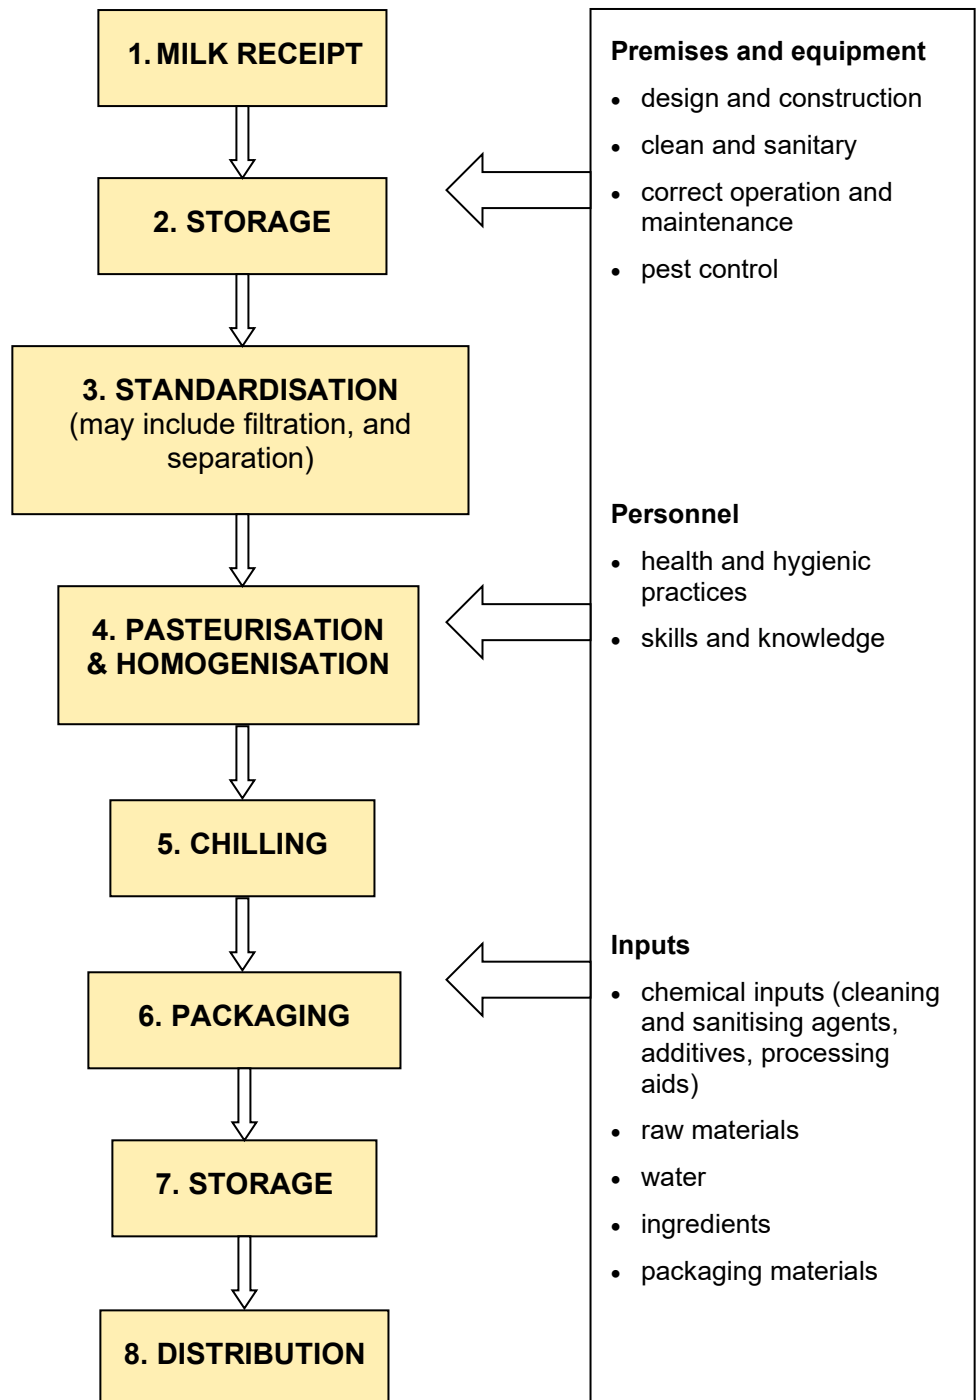 1. MILK RECEIPT
2. STORAGE
3. STANDARDISATION
(may include filtration, and
separation)
4. PASTEURISATION
& HOMOGENISATION
5. CHILLING
6. PACKAGING
7. STORAGE
8. DISTRIBUTION
Premises and equipment
• design and construction
• clean and sanitary
• correct operation and
maintenance
• pest control
Personnel
• health and hygienic
practices
• skills and knowledge
Inputs
• chemical inputs (cleaning
and sanitising agents,
additives, processing
aids)
• raw materials
• water
• ingredients
• packaging materials